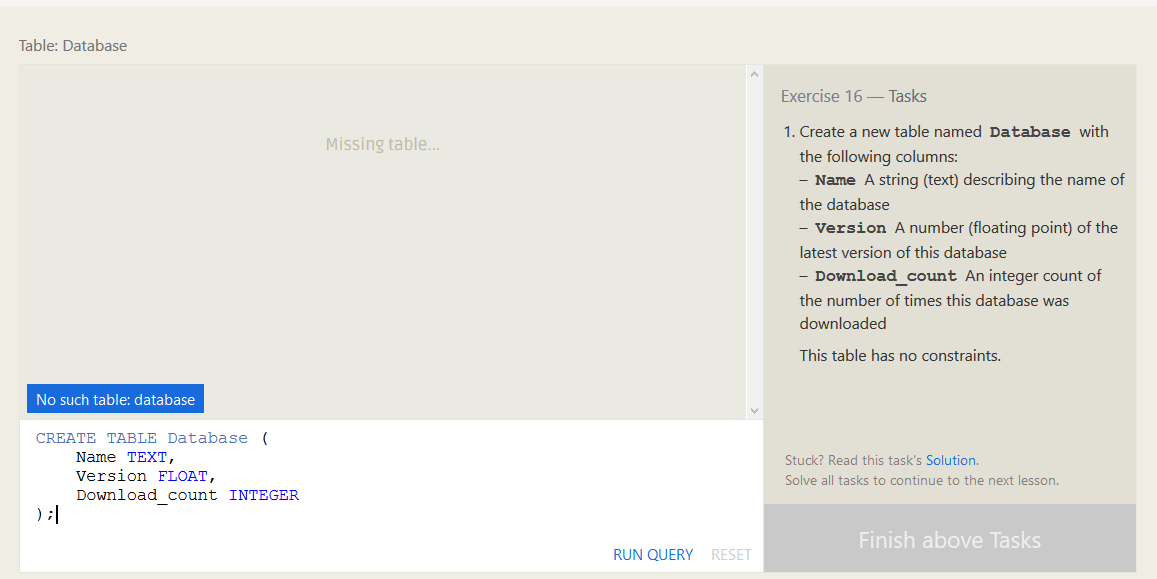 Table: Database
Missing table...
No such table: database
CREATE TABLE Database (
    Name TEXT,
    Version FLOAT,
    Download_count INTEGER
);
RUN QUERY RESET
Exercise 16 — Tasks
1. Create a new table named Database with
the following columns:
– Name A string (text) describing the name of
the database
– Version A number (floating point) of the
latest version of this database
– Download_count An integer count of
the number of times this database was
downloaded
This table has no constraints.
Stuck? Read this task's Solution.
Solve all tasks to continue to the next lesson.
Finish above Tasks